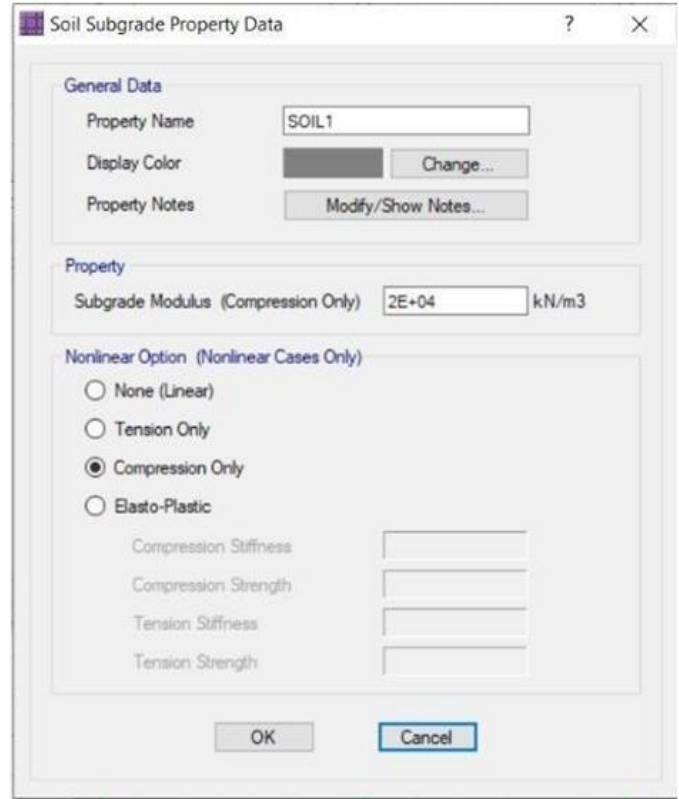 Soil Subgrade Property Data ? ×
General Data
Property Name SOIL1
Display Color Change...
Property Notes Modify/Show Notes...
Property
Subgrade Modulus (Compression Only) 2E+04 kN/m3
Nonlinear Option (Nonlinear Cases Only)
None (Linear)
Tension Only
Compression Only
Elasto-Plastic
Compression Stiffness
Compression Strength
Tension Stiffness
Tension Strength
OK Cancel